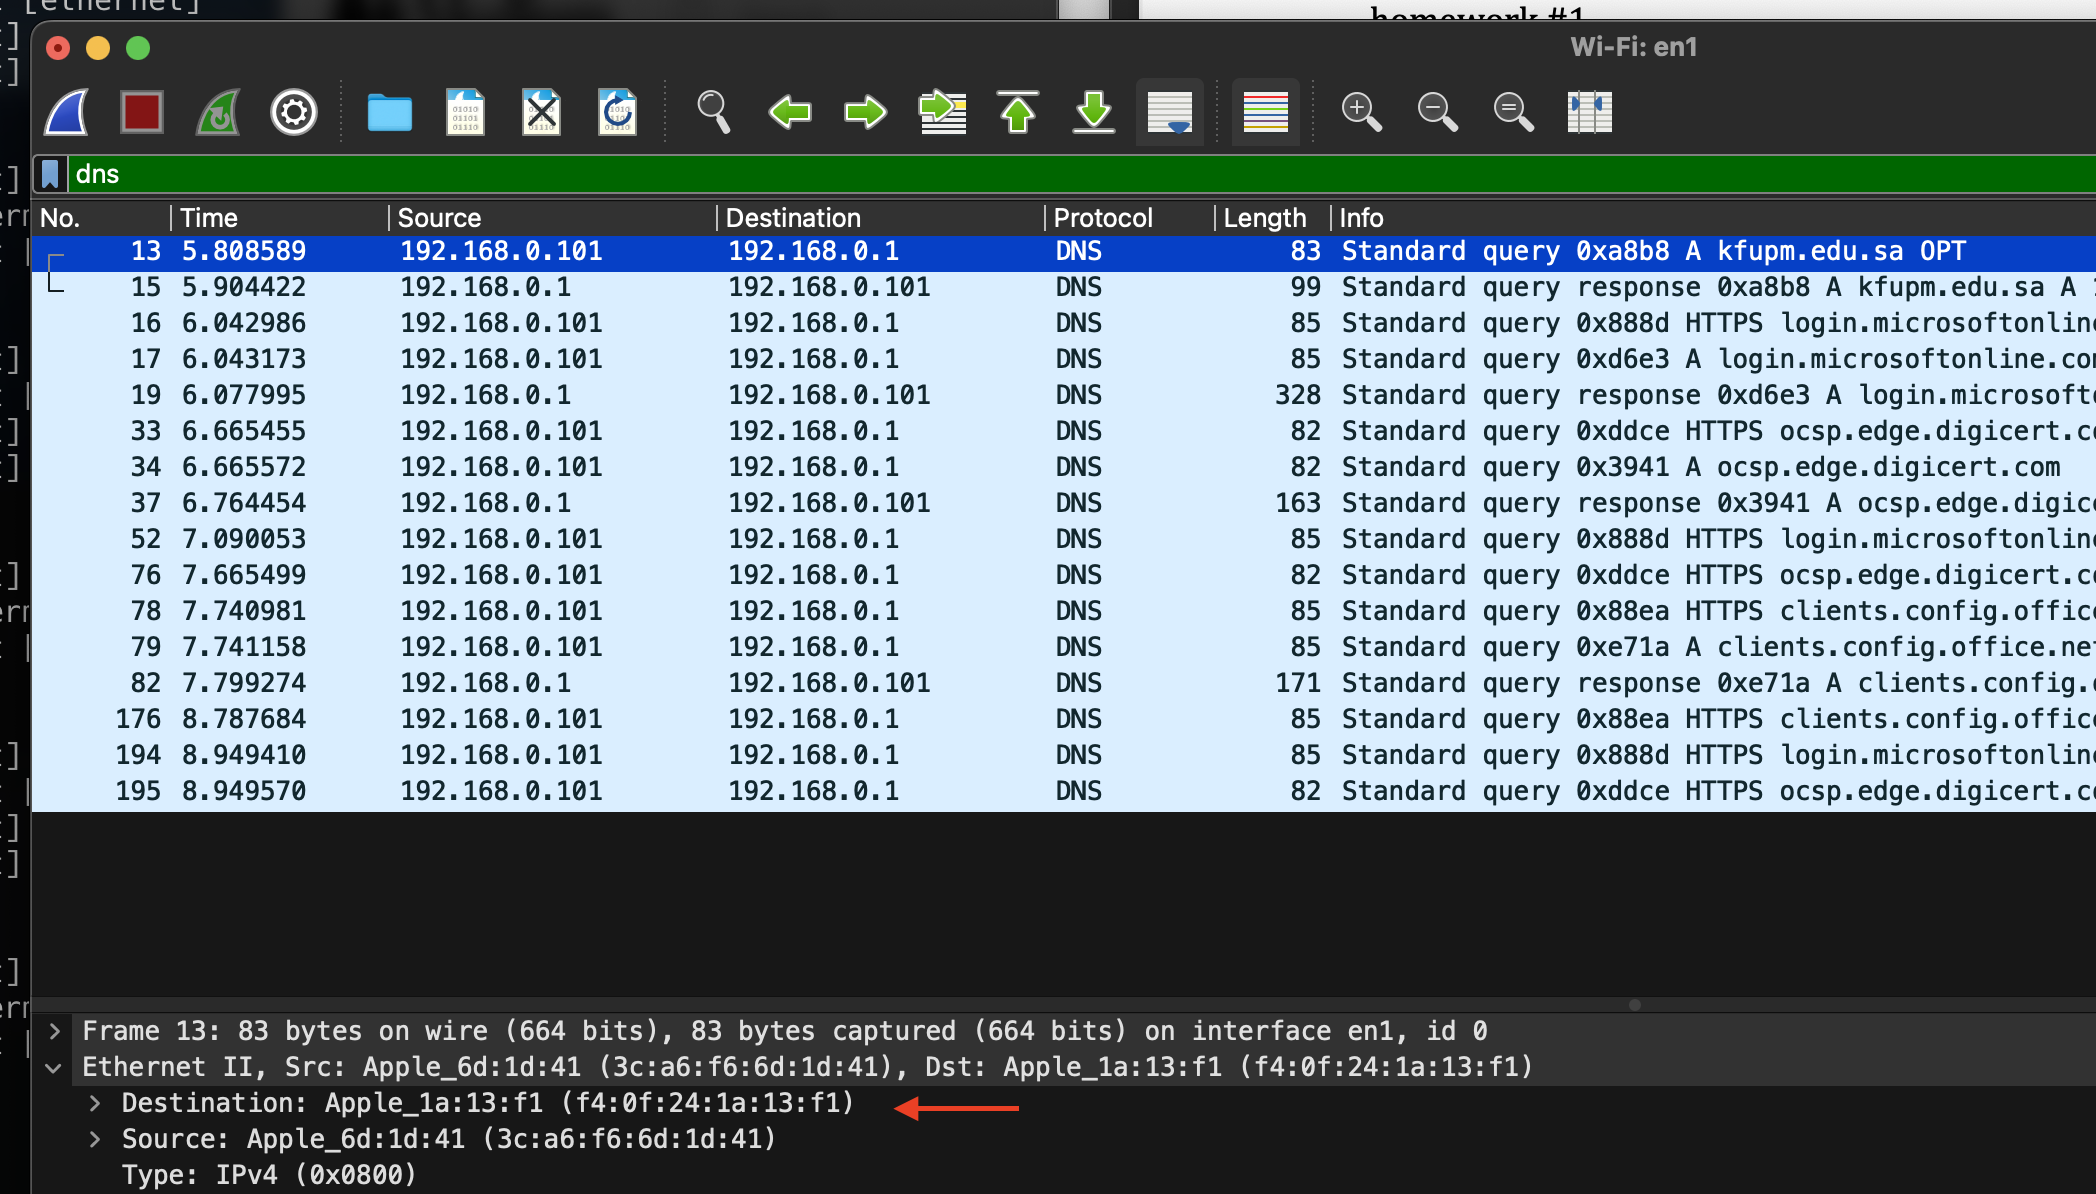 [ethernet]
homework #1
Wi-Fi: en1
dns
No. Time Source Destination Protocol Length Info
13 5.808589 192.168.0.101 192.168.0.1 DNS 83 Standard query 0xa8b8 A kfupm.edu.sa OPT
15 5.904422 192.168.0.1 192.168.0.101 DNS 99 Standard query response 0xa8b8 A kfupm.edu.sa A
16 6.042986 192.168.0.101 192.168.0.1 DNS 85 Standard query 0x888d HTTPS login.microsoftonline
17 6.043173 192.168.0.101 192.168.0.1 DNS 85 Standard query 0xd6e3 A login.microsoftonline.com
19 6.077995 192.168.0.1 192.168.0.101 DNS 328 Standard query response 0xd6e3 A login.microsoft
33 6.665455 192.168.0.101 192.168.0.1 DNS 82 Standard query 0xddce HTTPS ocsp.edge.digicert.c
34 6.665572 192.168.0.101 192.168.0.1 DNS 82 Standard query 0x3941 A ocsp.edge.digicert.com
37 6.764454 192.168.0.1 192.168.0.101 DNS 163 Standard query response 0x3941 A ocsp.edge.digic
52 7.090053 192.168.0.101 192.168.0.1 DNS 85 Standard query 0x888d HTTPS login.microsoftonline
76 7.665499 192.168.0.101 192.168.0.1 DNS 82 Standard query 0xddce HTTPS ocsp.edge.digicert.c
78 7.740981 192.168.0.101 192.168.0.1 DNS 85 Standard query 0x88ea HTTPS clients.config.offic
79 7.741158 192.168.0.101 192.168.0.1 DNS 85 Standard query 0xe71a A clients.config.office.net
82 7.799274 192.168.0.1 192.168.0.101 DNS 171 Standard query response 0xe71a A clients.config.
176 8.787684 192.168.0.101 192.168.0.1 DNS 85 Standard query 0x88ea HTTPS clients.config.offic
194 8.949410 192.168.0.101 192.168.0.1 DNS 85 Standard query 0x888d HTTPS login.microsoftonline
195 8.949570 192.168.0.101 192.168.0.1 DNS 82 Standard query 0xddce HTTPS ocsp.edge.digicert.c
Frame 13: 83 bytes on wire (664 bits), 83 bytes captured (664 bits) on interface en1, id 0
Ethernet II, Src: Apple_6d:1d:41 (3c:a6:f6:6d:1d:41), Dst: Apple_1a:13:f1 (f4:0f:24:1a:13:f1)
Destination: Apple_1a:13:f1 (f4:0f:24:1a:13:f1)
Source: Apple_6d:1d:41 (3c:a6:f6:6d:1d:41)
Type: IPv4 (0x0800)